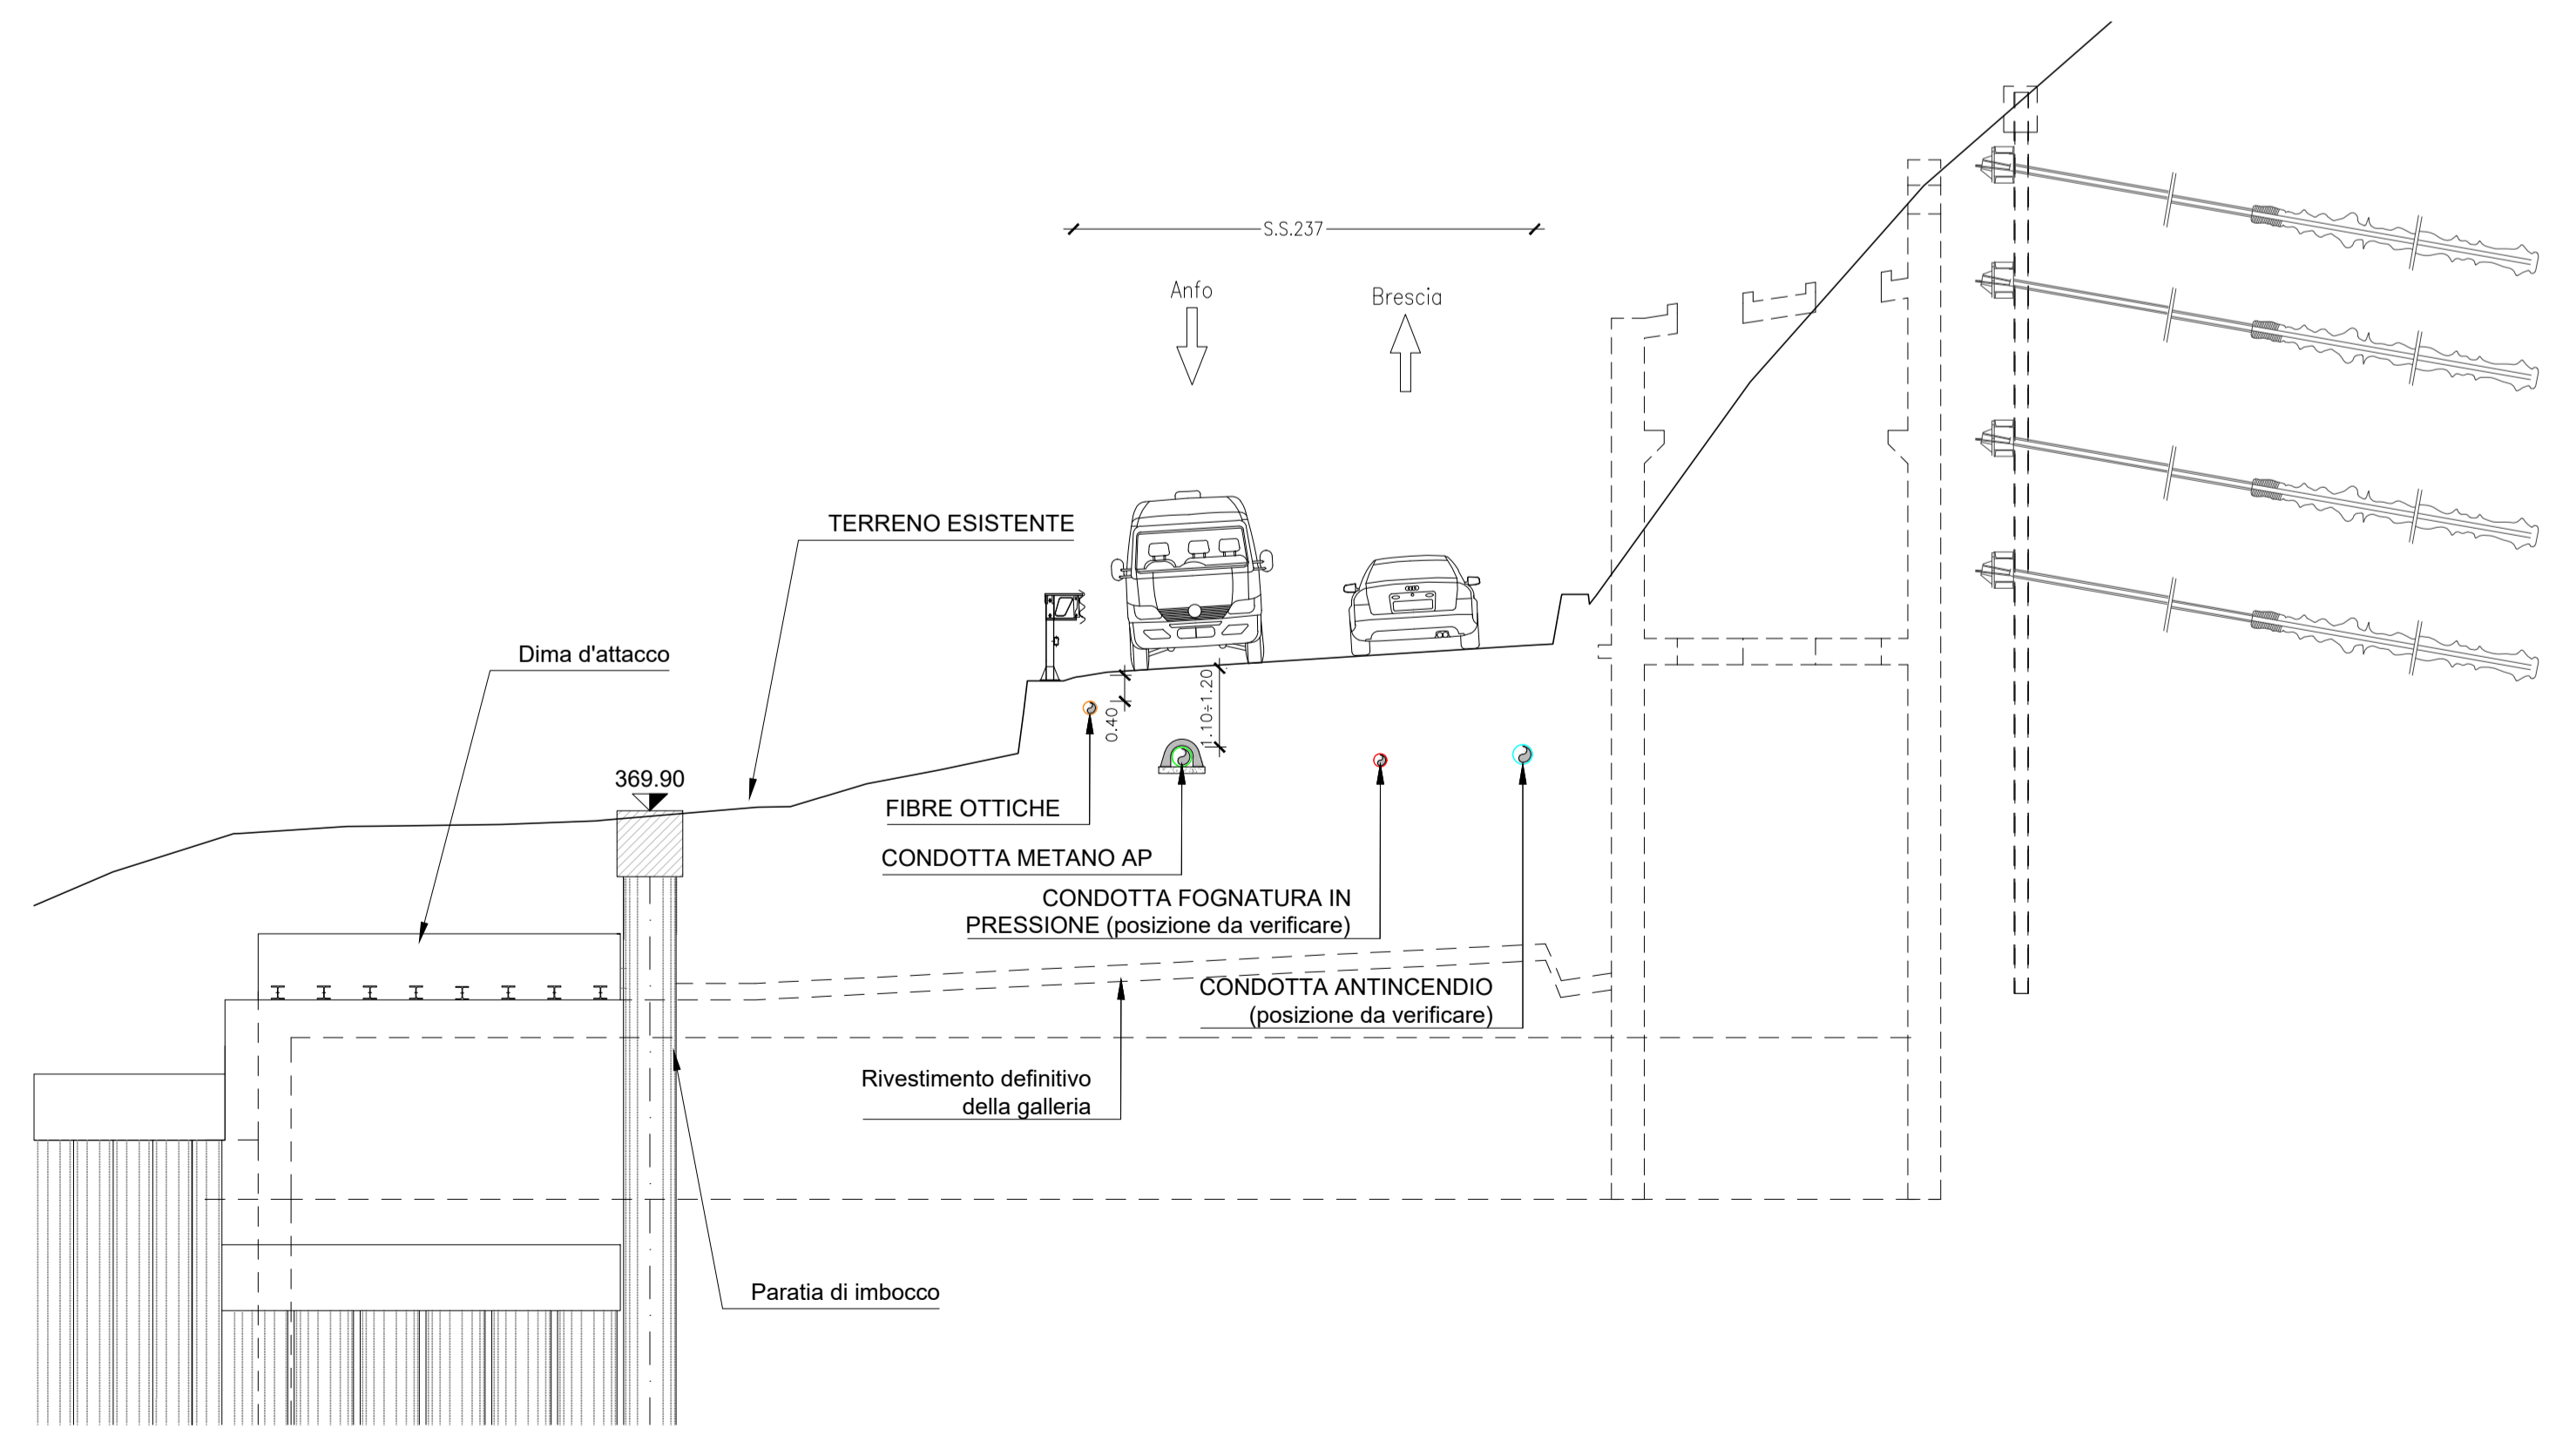 S.S.237
Anfo
Brescia
TERRENO ESISTENTE
Dima d'attacco
0.40
1.10÷1.20
369.90
FIBRE OTTICHE
CONDOTTA METANO AP
CONDOTTA FOGNATURA IN
PRESSIONE (posizione da verificare)
CONDOTTA ANTINCENDIO
(posizione da verificare)
Rivestimento definitivo
della galleria
Paratia di imbocco